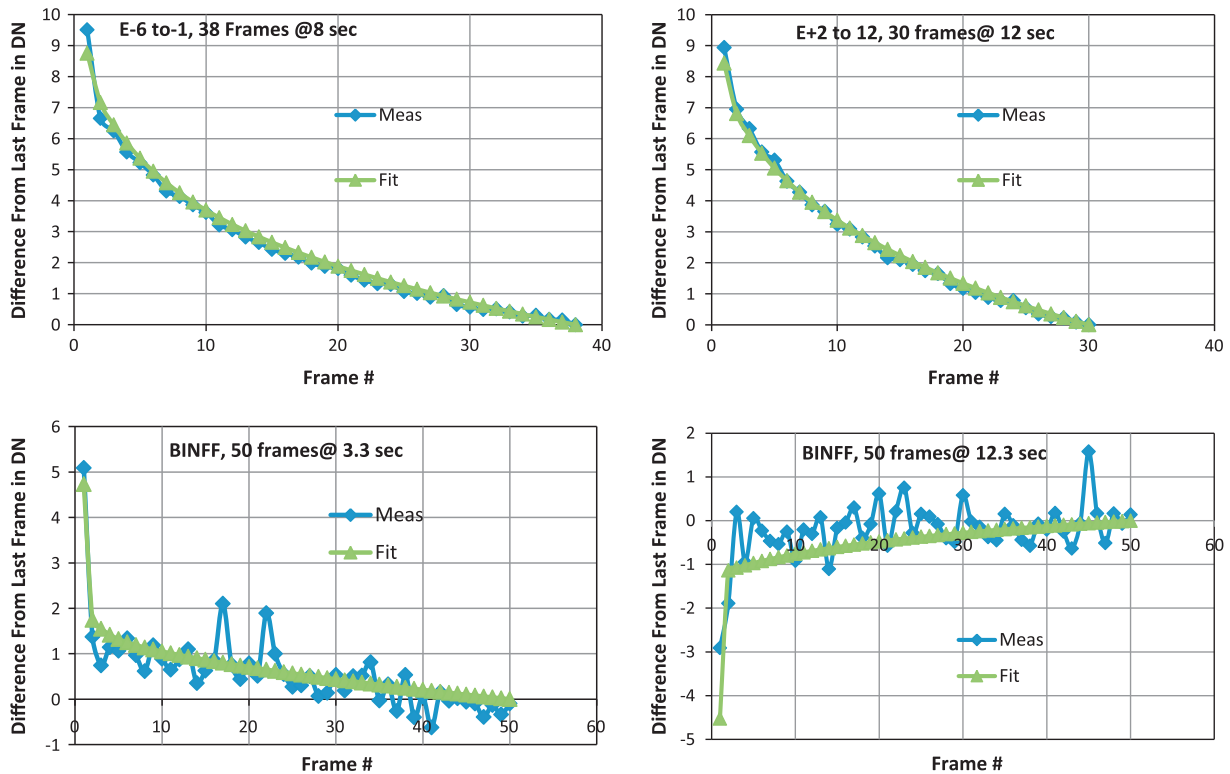 E-6 to-1, 38 Frames @8 sec
Difference From Last Frame in DN
10
9
8
7
6
5
4
3
2
1
0
Meas
Fit
0 10 20 30 40
Frame #
E+2 to 12, 30 frames@ 12 sec
Difference From Last Frame in DN
10
9
8
7
6
5
4
3
2
1
0
Meas
Fit
0 10 20 30 40
Frame #
BINFF, 50 frames@ 3.3 sec
Difference From Last Frame in DN
6
5
4
3
2
1
0
-1
Meas
Fit
0 10 20 30 40 50 60
Frame #
BINFF, 50 frames@ 12.3 sec
Difference From Last Frame in DN
2
1
0
-1
-2
-3
-4
-5
0 10 20 30 40 50 60
Meas
Fit
Frame #